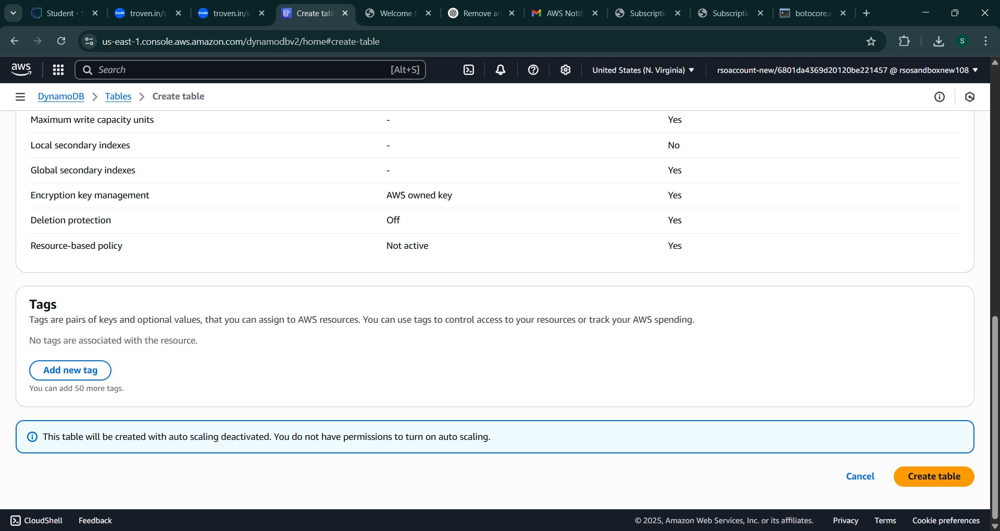 Student - S
troven.in/s
troven.in/s
Create tabl
Welcome t
Remove an
AWS Notifi
Subscriptic
Subscriptic
botocore.e
us-east-1.console.aws.amazon.com/dynamodbv2/home#create-table
S
aws
Search
[Alt+S]
United States (N. Virginia)
rsoaccount-new/6801da4369d20120be221457 @ rsosandboxnew108
DynamoDB
Tables
Create table
Maximum write capacity units - Yes
Local secondary indexes - No
Global secondary indexes - Yes
Encryption key management AWS owned key Yes
Deletion protection Off Yes
Resource-based policy Not active Yes
Tags
Tags are pairs of keys and optional values, that you can assign to AWS resources. You can use tags to control access to your resources or track your AWS spending.
No tags are associated with the resource.
Add new tag
You can add 50 more tags.
This table will be created with auto scaling deactivated. You do not have permissions to turn on auto scaling.
Cancel
Create table
CloudShell
Feedback
© 2025, Amazon Web Services, Inc. or its affiliates.
Privacy
Terms
Cookie preferences